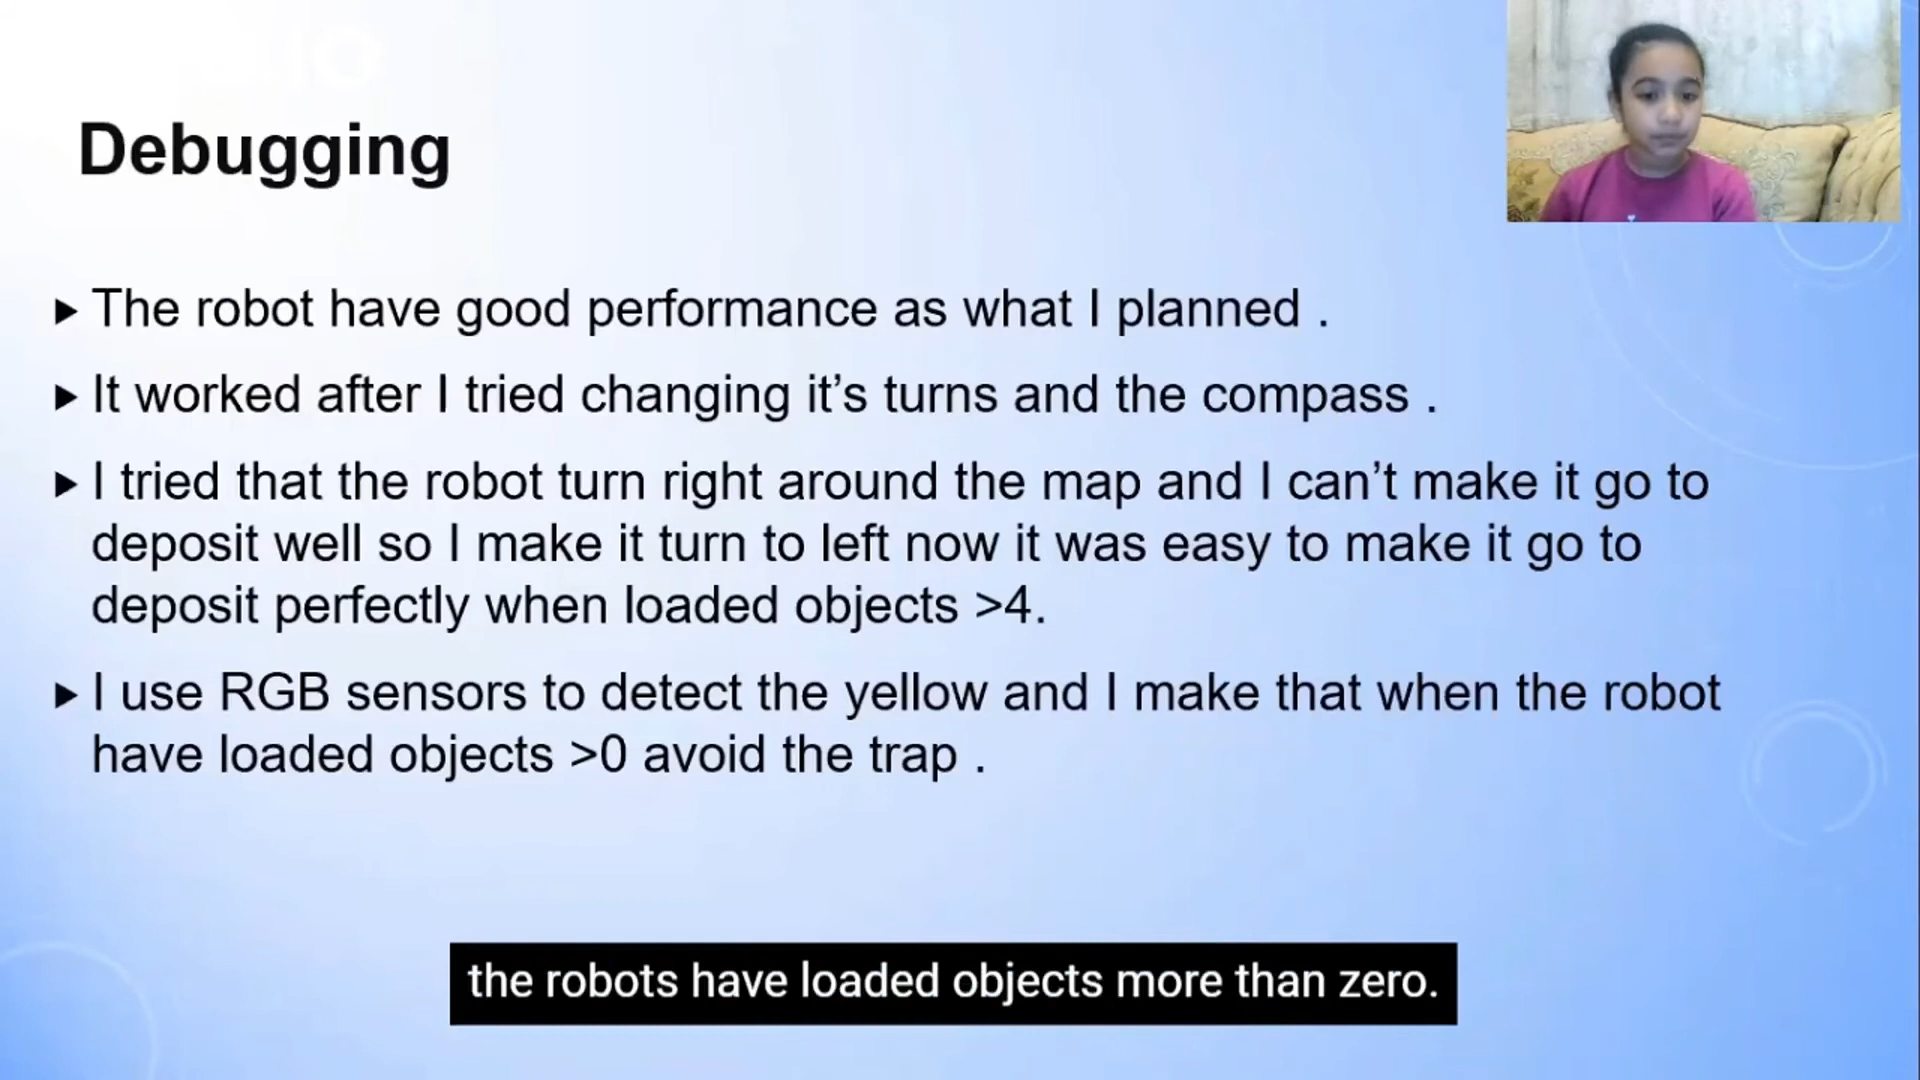 Debugging
The robot have good performance as what I planned .
It worked after I tried changing it’s turns and the compass .
I tried that the robot turn right around the map and I can’t make it go to
deposit well so I make it turn to left now it was easy to make it go to
deposit perfectly when loaded objects >4.
I use RGB sensors to detect the yellow and I make that when the robot
have loaded objects >0 avoid the trap .
the robots have loaded objects more than zero.